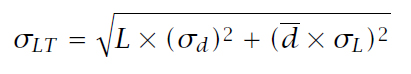 σ_LT = √(L × (σ_d)² + (d̅ × σ_L)²)